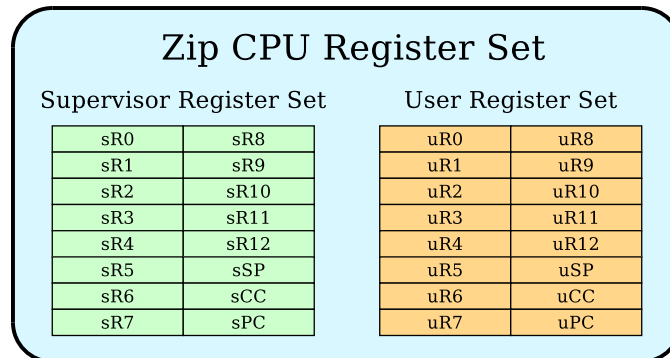 Zip CPU Register Set
Supervisor Register Set User Register Set
sR0 sR8 uR0 uR8
sR1 sR9 uR1 uR9
sR2 sR10 uR2 uR10
sR3 sR11 uR3 uR11
sR4 sR12 uR4 uR12
sR5 sSP uR5 uSP
sR6 sCC uR6 uCC
sR7 sPC uR7 uPC